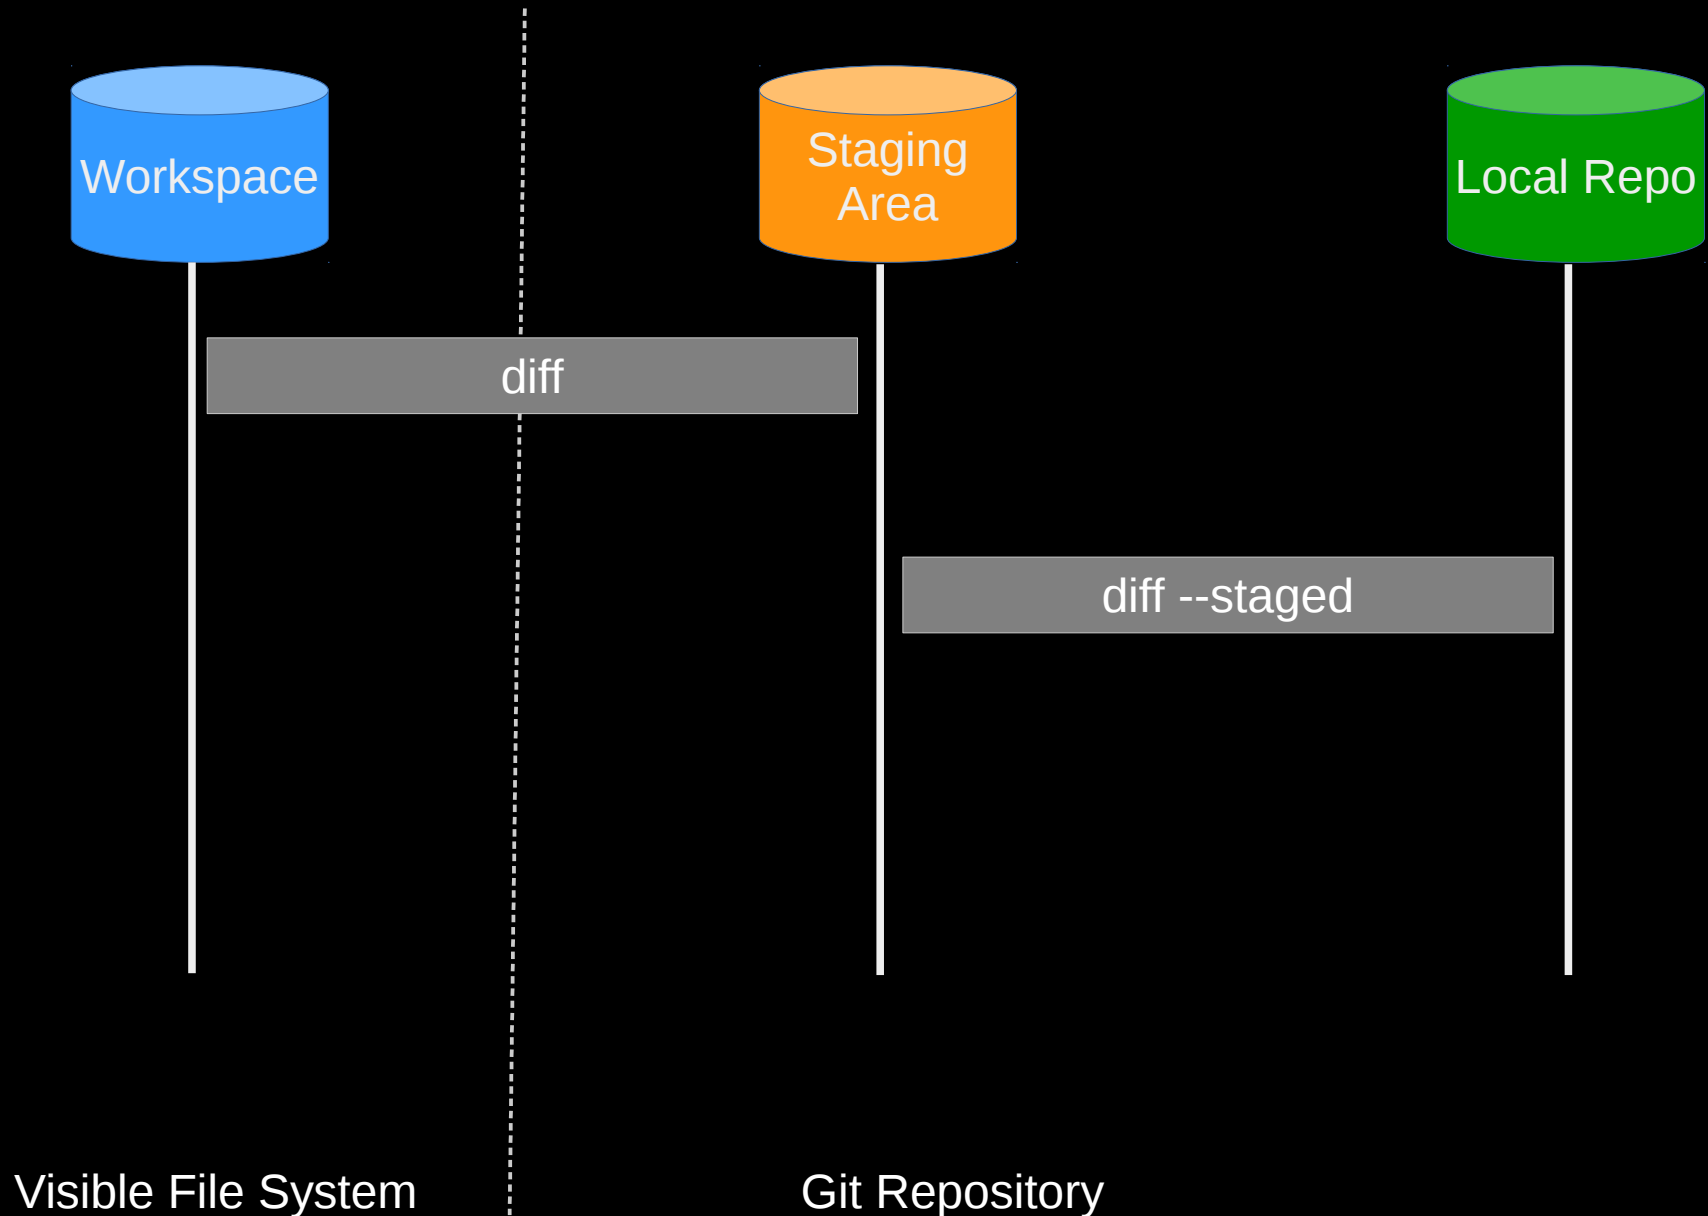 Workspace
Staging
Area
Local Repo
diff
diff --staged
Visible File System
Git Repository